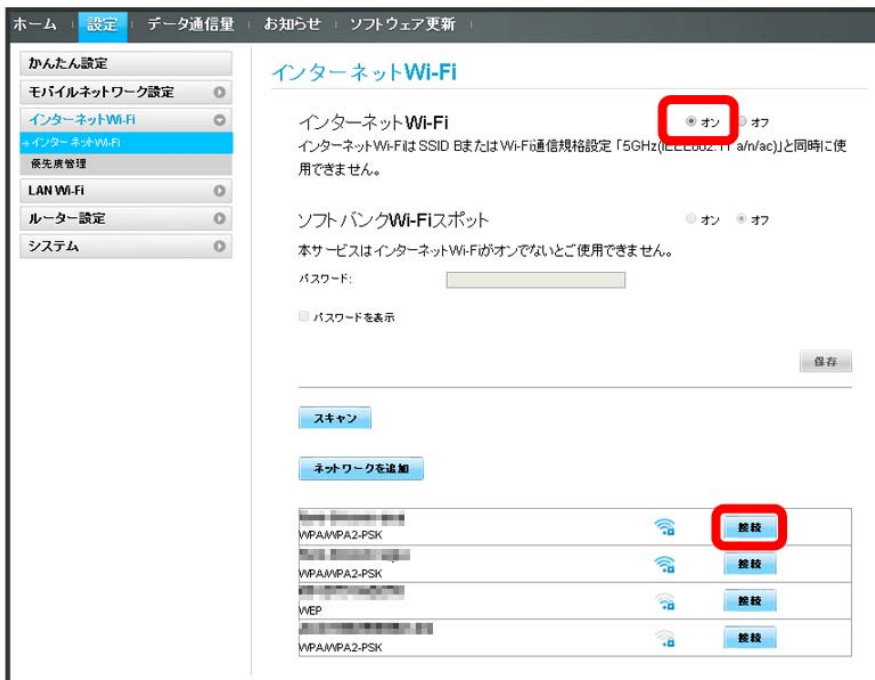 ホーム 設定 データ通信量 お知らせ ソフトウェア更新
かんたん設定
モバイルネットワーク設定
インターネットWi-Fi
インターネットWi-Fi
優先度管理
LAN Wi-Fi
ルーター設定
システム
インターネットWi-Fi
インターネットWi-Fi オン オフ
インターネットWi-Fiは SSID BまたはWi-Fi通信規格設定「5GHz(IEEE802.11 a/n/ac)」と同時に使
用できません。
ソフトバンクWi-Fiスポット オン オフ
本サービスはインターネットWi-Fiがオンでないとご使用できません。
パスワード:
パスワードを表示
保存
スキャン
ネットワークを追加
WPA/WPA2-PSK 接続
WPA/WPA2-PSK 接続
WEP 接続
WPA/WPA2-PSK 接続